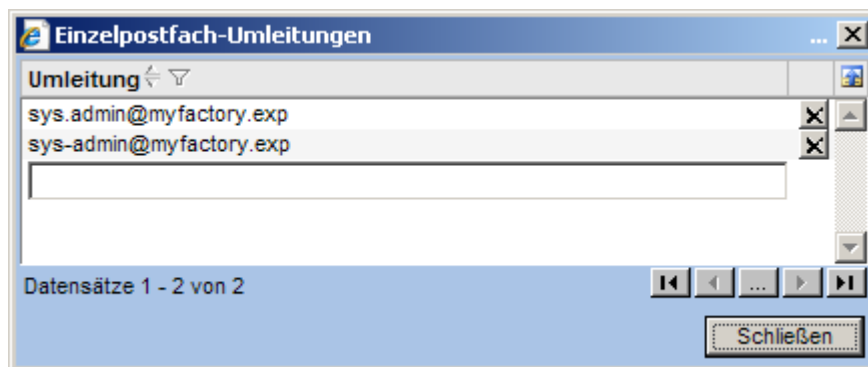 Einzelpostfach-Umleitungen ...
Umleitung
sys.admin@myfactory.exp
sys-admin@myfactory.exp
Datensätze 1 - 2 von 2
...
Schließen